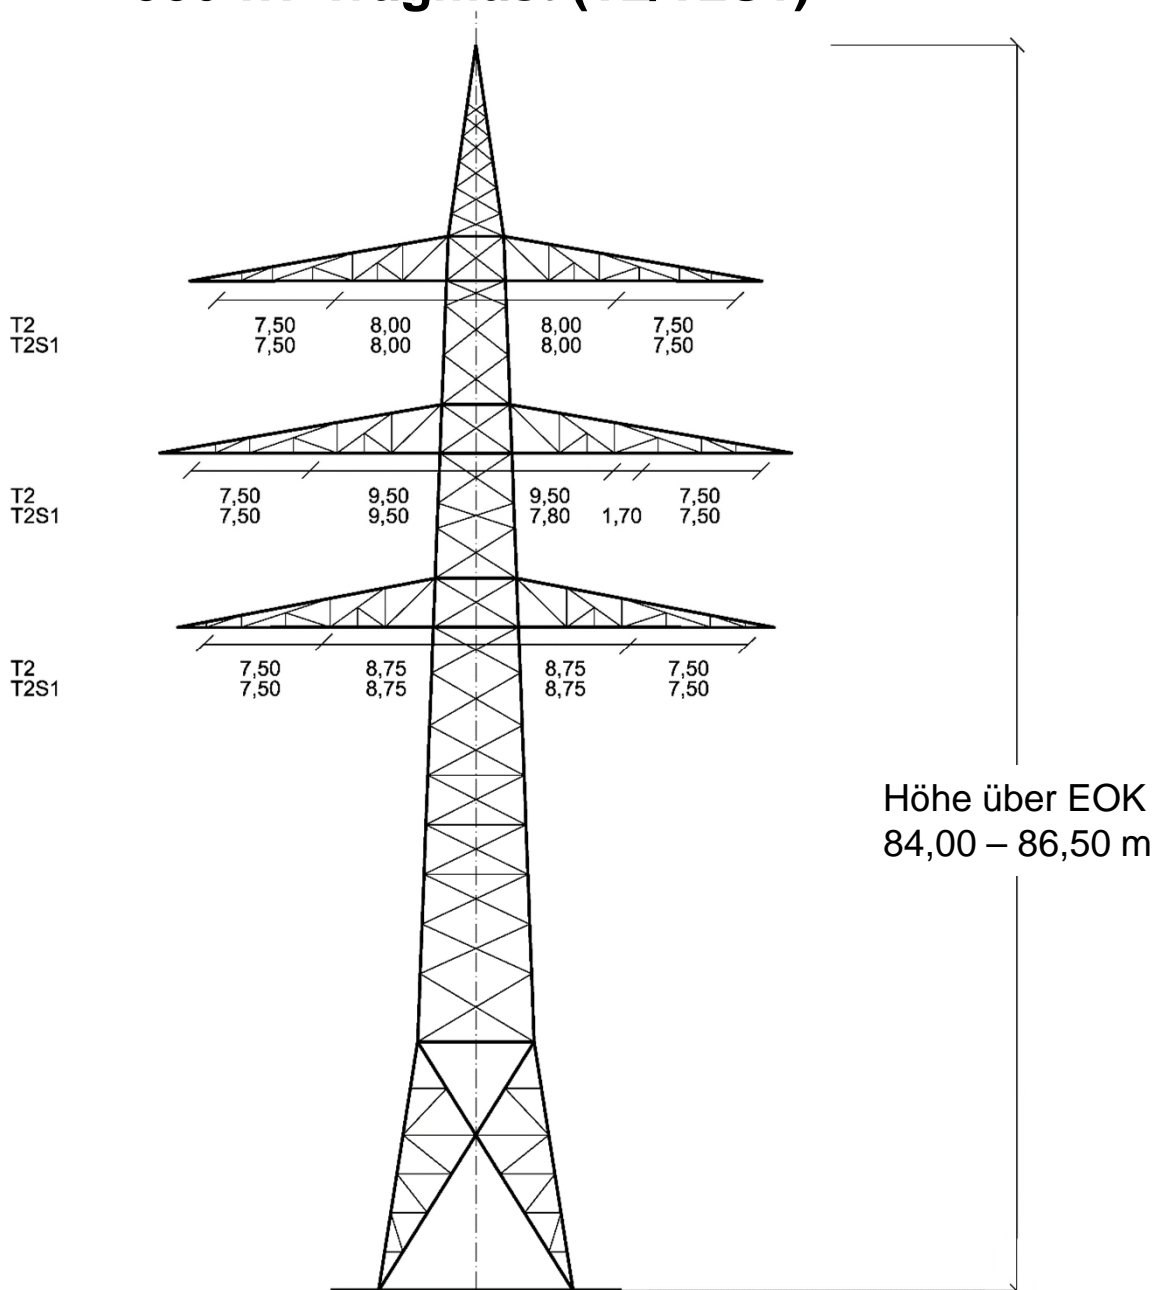 (T2/T2S1)
T2 7,50 8,00 8,00 7,50
T2S1 7,50 8,00 8,00 7,50
T2 7,50 9,50 9,50 7,50
T2S1 7,50 9,50 7,80 1,70 7,50
T2 7,50 8,75 8,75 7,50
T2S1 7,50 8,75 8,75 7,50
Höhe über EOK
84,00 – 86,50 m